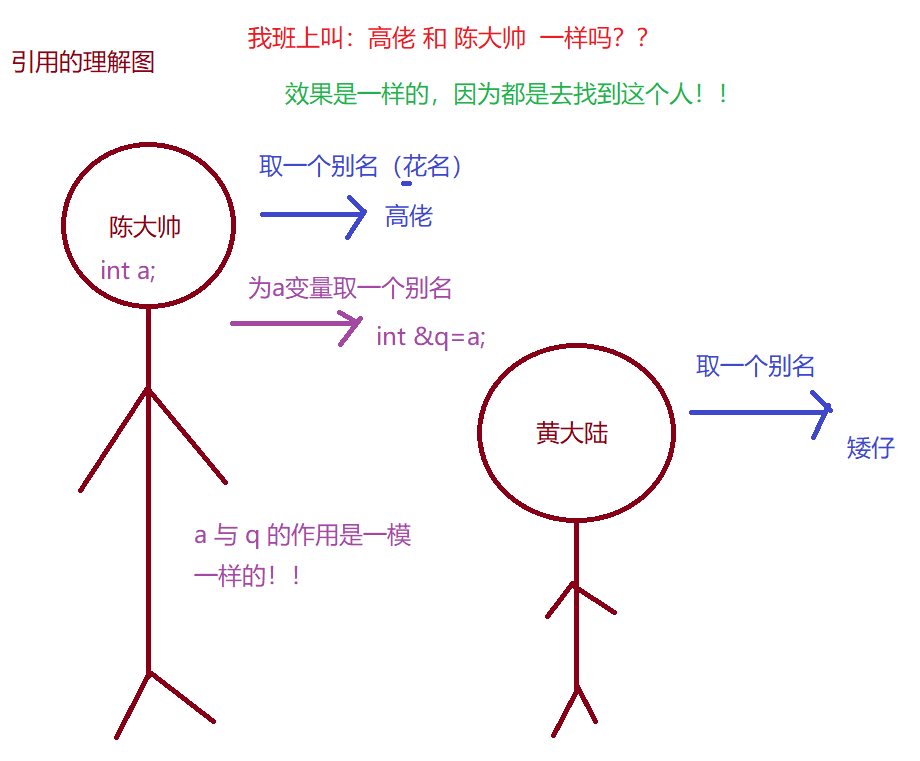 我班上叫：高佬 和 陈大帅 一样吗？？
引用的理解图
效果是一样的，因为都是去找到这个人！！
取一个别名（花名）
高佬
陈大帅
int a;
为a变量取一个别名
int &q=a;
取一个别名
黄大陆
矮仔
a 与 q 的作用是一模
一样的！！